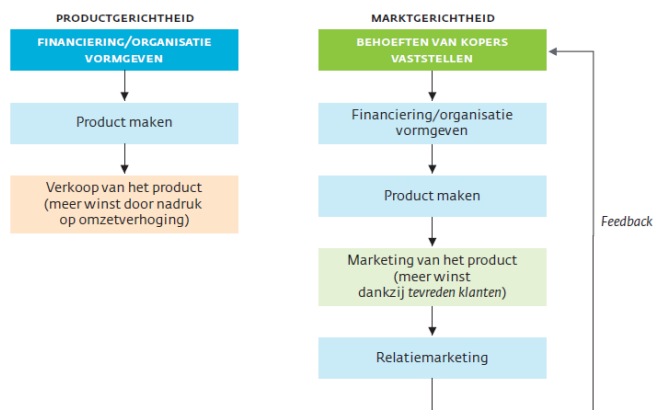 PRODUCTGERICHTHEID
FINANCIERING/ORGANISATIE
VORMGEVEN
Product maken
Verkoop van het product
(meer winst door nadruk
op omzetverhoging)
MARKTGERICHTHEID
BEHOEFTEN VAN KOPERS
VASTSTELLEN
Financiering/organisatie
vormgeven
Product maken
Marketing van het product
(meer winst
dankzij tevreden klanten)
Relatiemarketing
Feedback